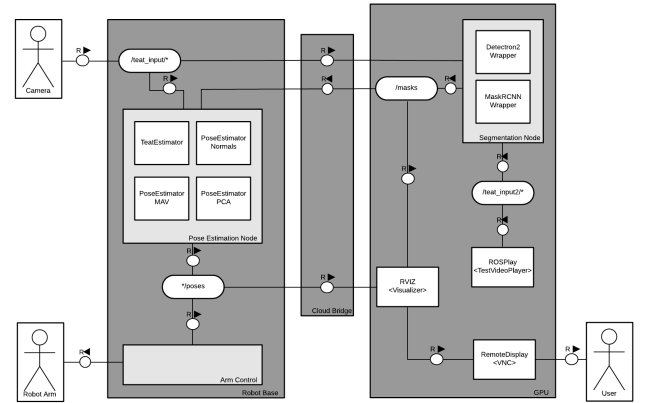 R
/teat_input/*
R
Camera
R
R
/masks
R
Detectron2
Wrapper
MaskRCNN
Wrapper
Segmentation Node
TeatEstimator
PoseEstimator
Normals
PoseEstimator
MAV
PoseEstimator
PCA
Pose Estimation Node
R
R
/teat_input2/*
R
ROSPlay
<TestVideoPlayer>
R
*/poses
R
R
RVIZ
<Visualizer>
Cloud Bridge
R
Robot Arm
Arm Control
Robot Base
R
RemoteDisplay
<VNC>
GPU
R
User